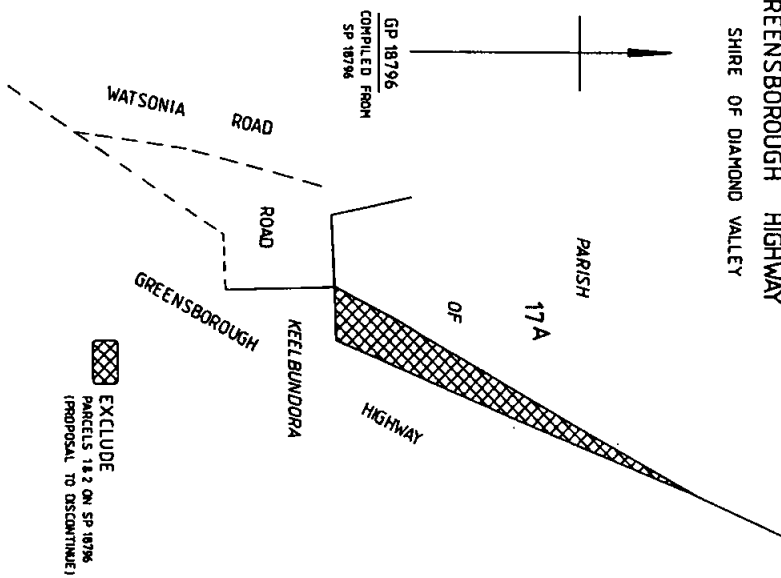 REENSBOROUGH HIGHWAY
SHIRE OF DIAMOND VALLEY
GP 18796
COMPILED FROM
SP 18796
PARISH
17A
OF
KEELBUNDORA
WATSONIA ROAD
ROAD
GREENSBOROUGH HIGHWAY
EXCLUDE
PARCELS 1&2 ON SP 18796
(PROPOSAL TO DISCONTINUE)